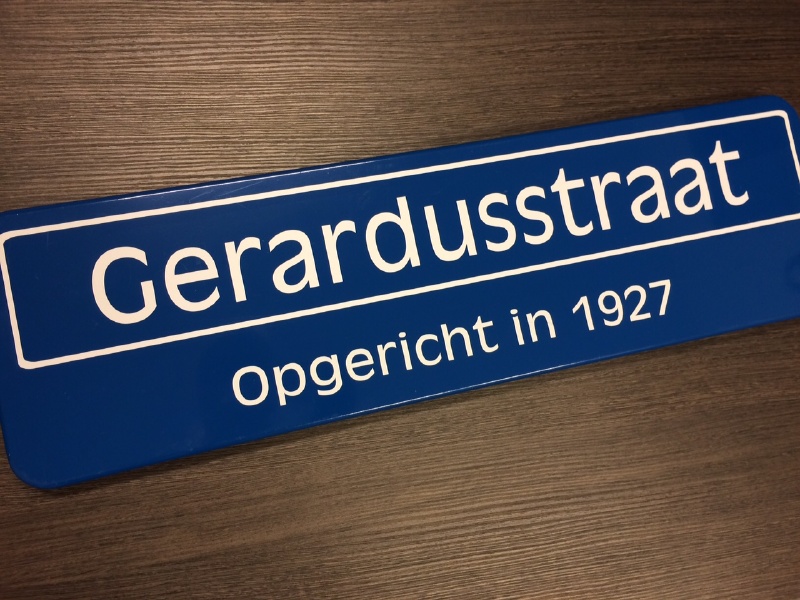 Gerardusstraat
Opgericht in 1927